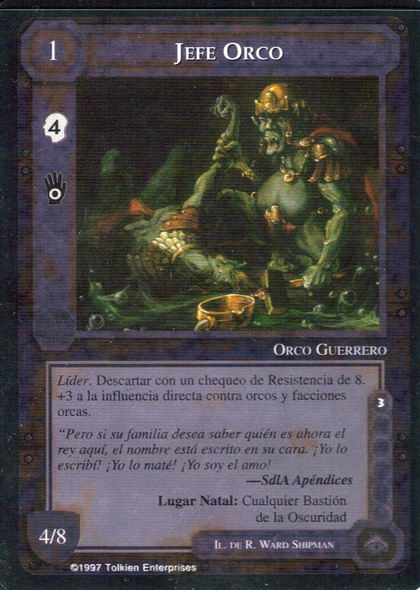 1
JEFE ORCO
4
0
ORCO GUERRERO
Líder. Descartar con un chequeo de Resistencia de 8.
+3 a la influencia directa contra orcos y facciones
orcas.
3
"Pero si su familia desea saber quién es ahora el
rey aquí, el nombre está escrito en su cara. ¡Yo lo
escribí! ¡Yo lo maté! ¡Yo soy el amo!
—SdlA Apéndices
Lugar Natal: Cualquier Bastión
de la Oscuridad
4/8
IL. DE R. WARD SHIPMAN
©1997 Tolkien Enterprises